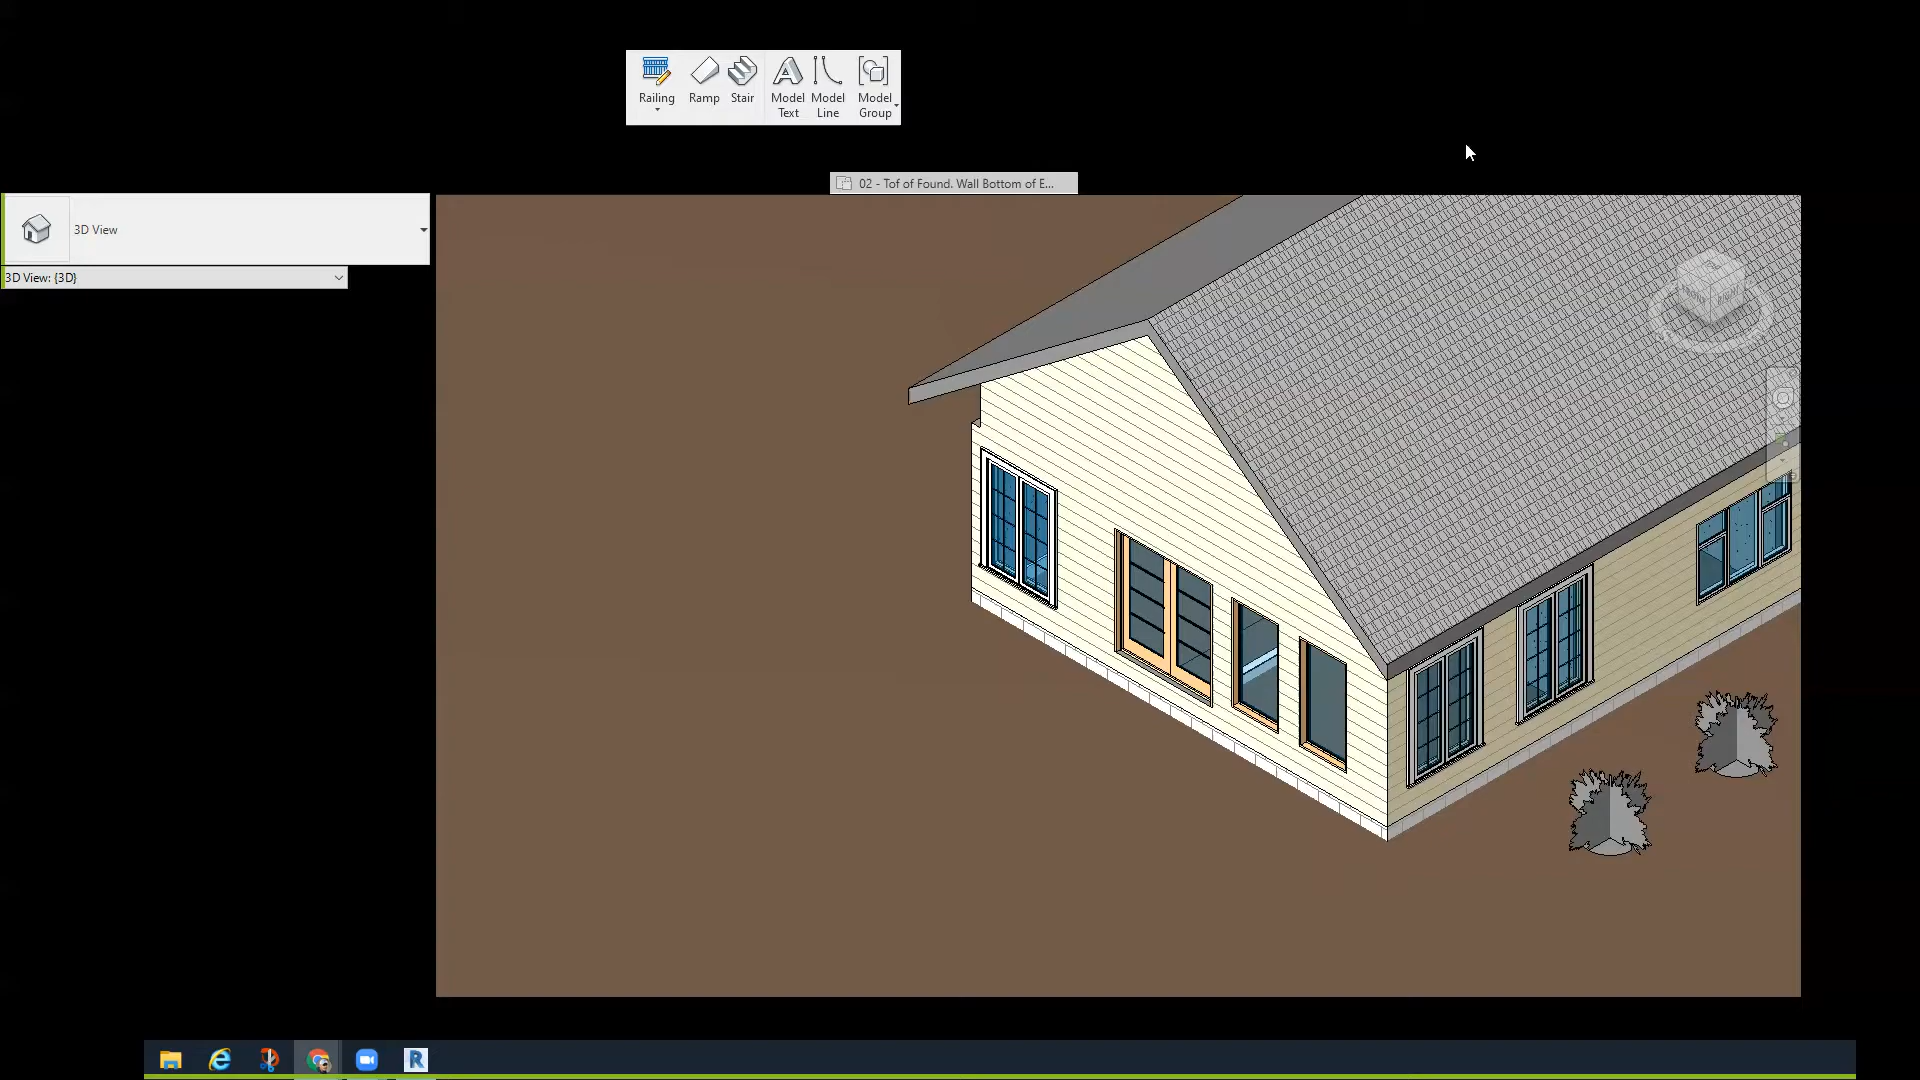 Railing
Ramp
Stair
Model
Text
Model
Line
Model
Group
02 - Tof of Found. Wall Bottom of E...
3D View
3D View: {3D}